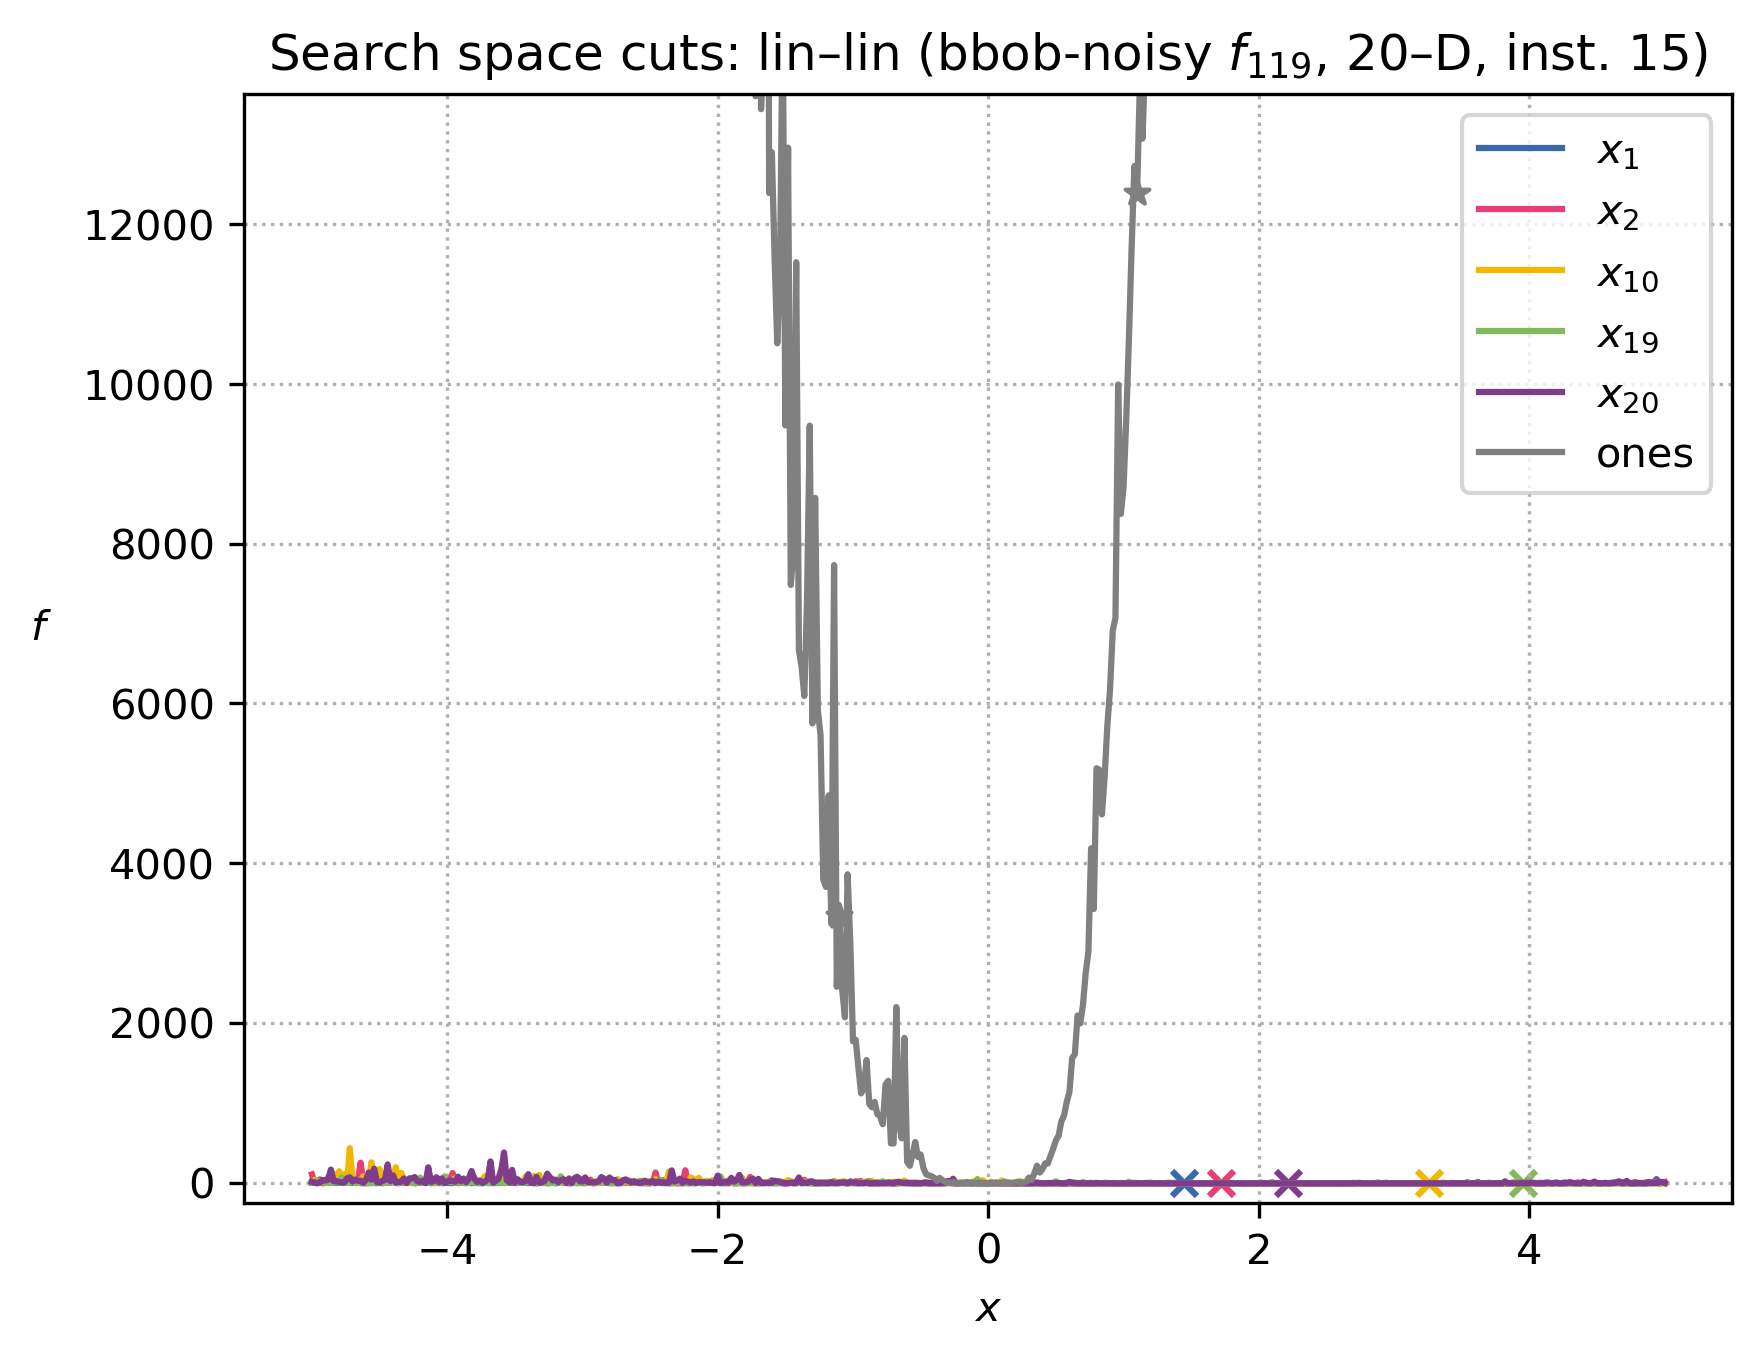 Search space cuts: lin–lin (bbob-noisy f₁₁₉, 20–D, inst. 15)
x₁
x₂
x₁₀
x₁₉
x₂₀
ones
12000
10000
8000
6000
4000
2000
0
f
−4 −2 0 2 4
x